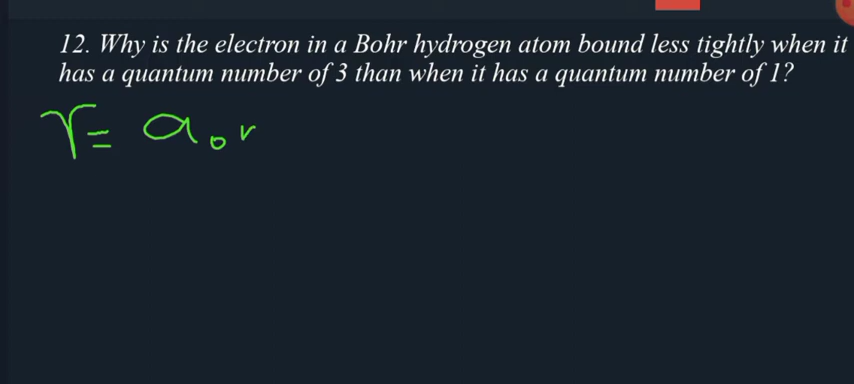 12. Why is the electron in a Bohr hydrogen atom bound less tightly when it
has a quantum number of 3 than when it has a quantum number of 1?
r = a₀ r